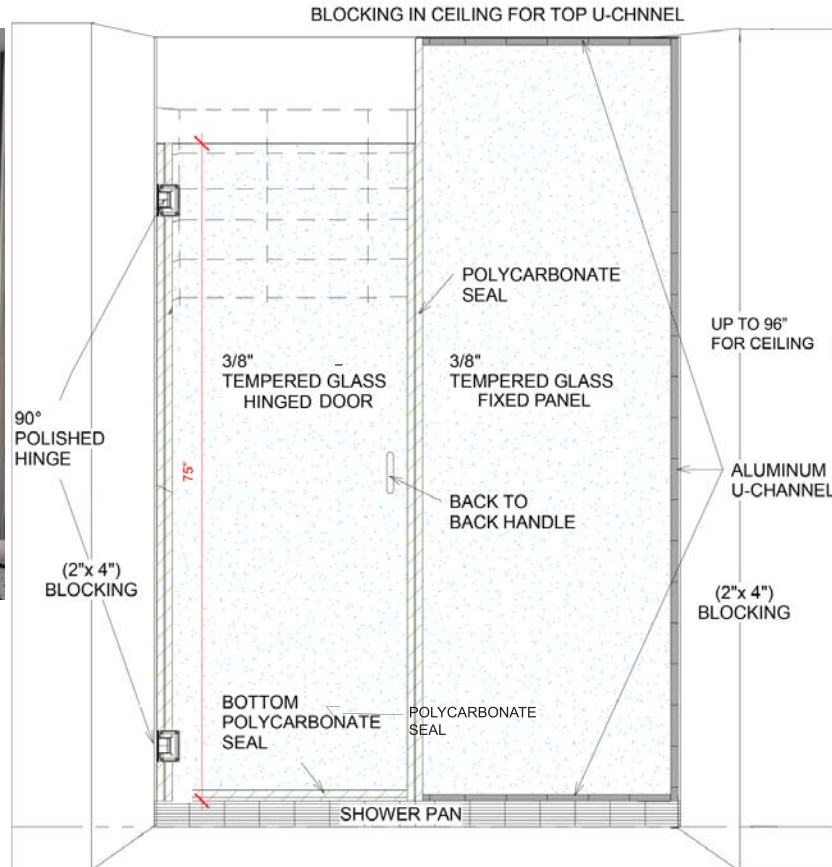 BLOCKING IN CEILING FOR TOP U-CHNNEL
POLYCARBONATE
SEAL
UP TO 96"
FOR CEILING
3/8"
TEMPERED GLASS
HINGED DOOR
3/8"
TEMPERED GLASS
FIXED PANEL
90°
POLISHED
HINGE
75"
BACK TO
BACK HANDLE
ALUMINUM
U-CHANNEL
(2"x 4")
BLOCKING
(2"x 4")
BLOCKING
BOTTOM
POLYCARBONATE
SEAL
POLYCARBONATE
SEAL
SHOWER PAN